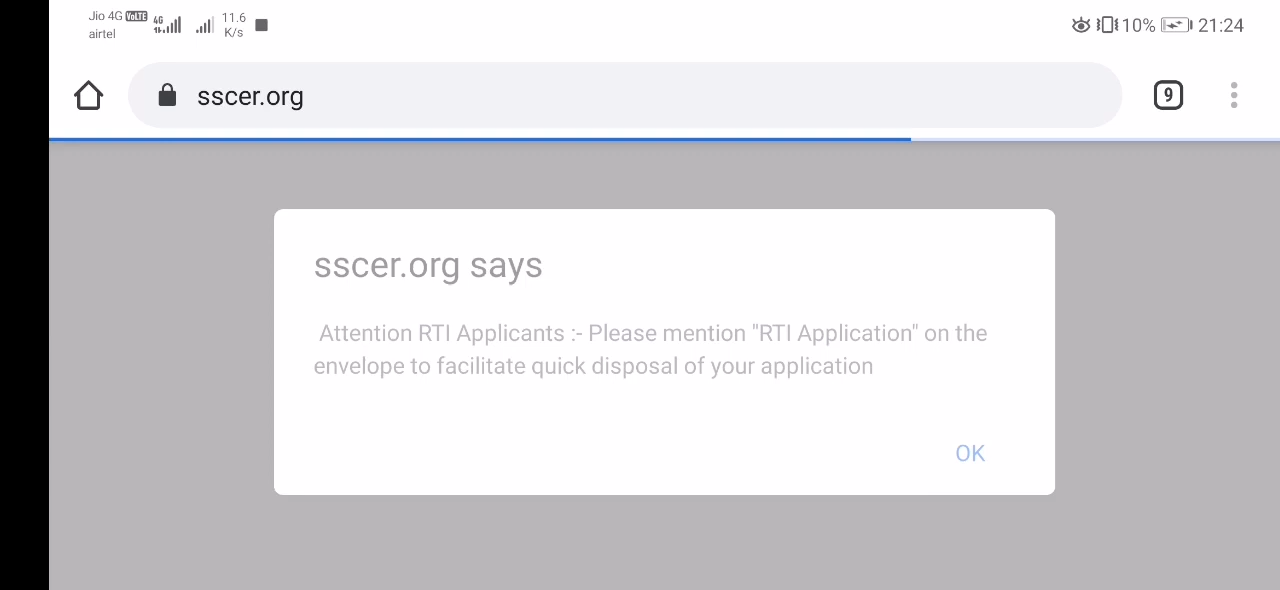 Jio 4G VoLTE
airtel
4G
11.6
K/s
10%
21:24
sscer.org
9
sscer.org says
Attention RTI Applicants :- Please mention "RTI Application" on the
envelope to facilitate quick disposal of your application
OK